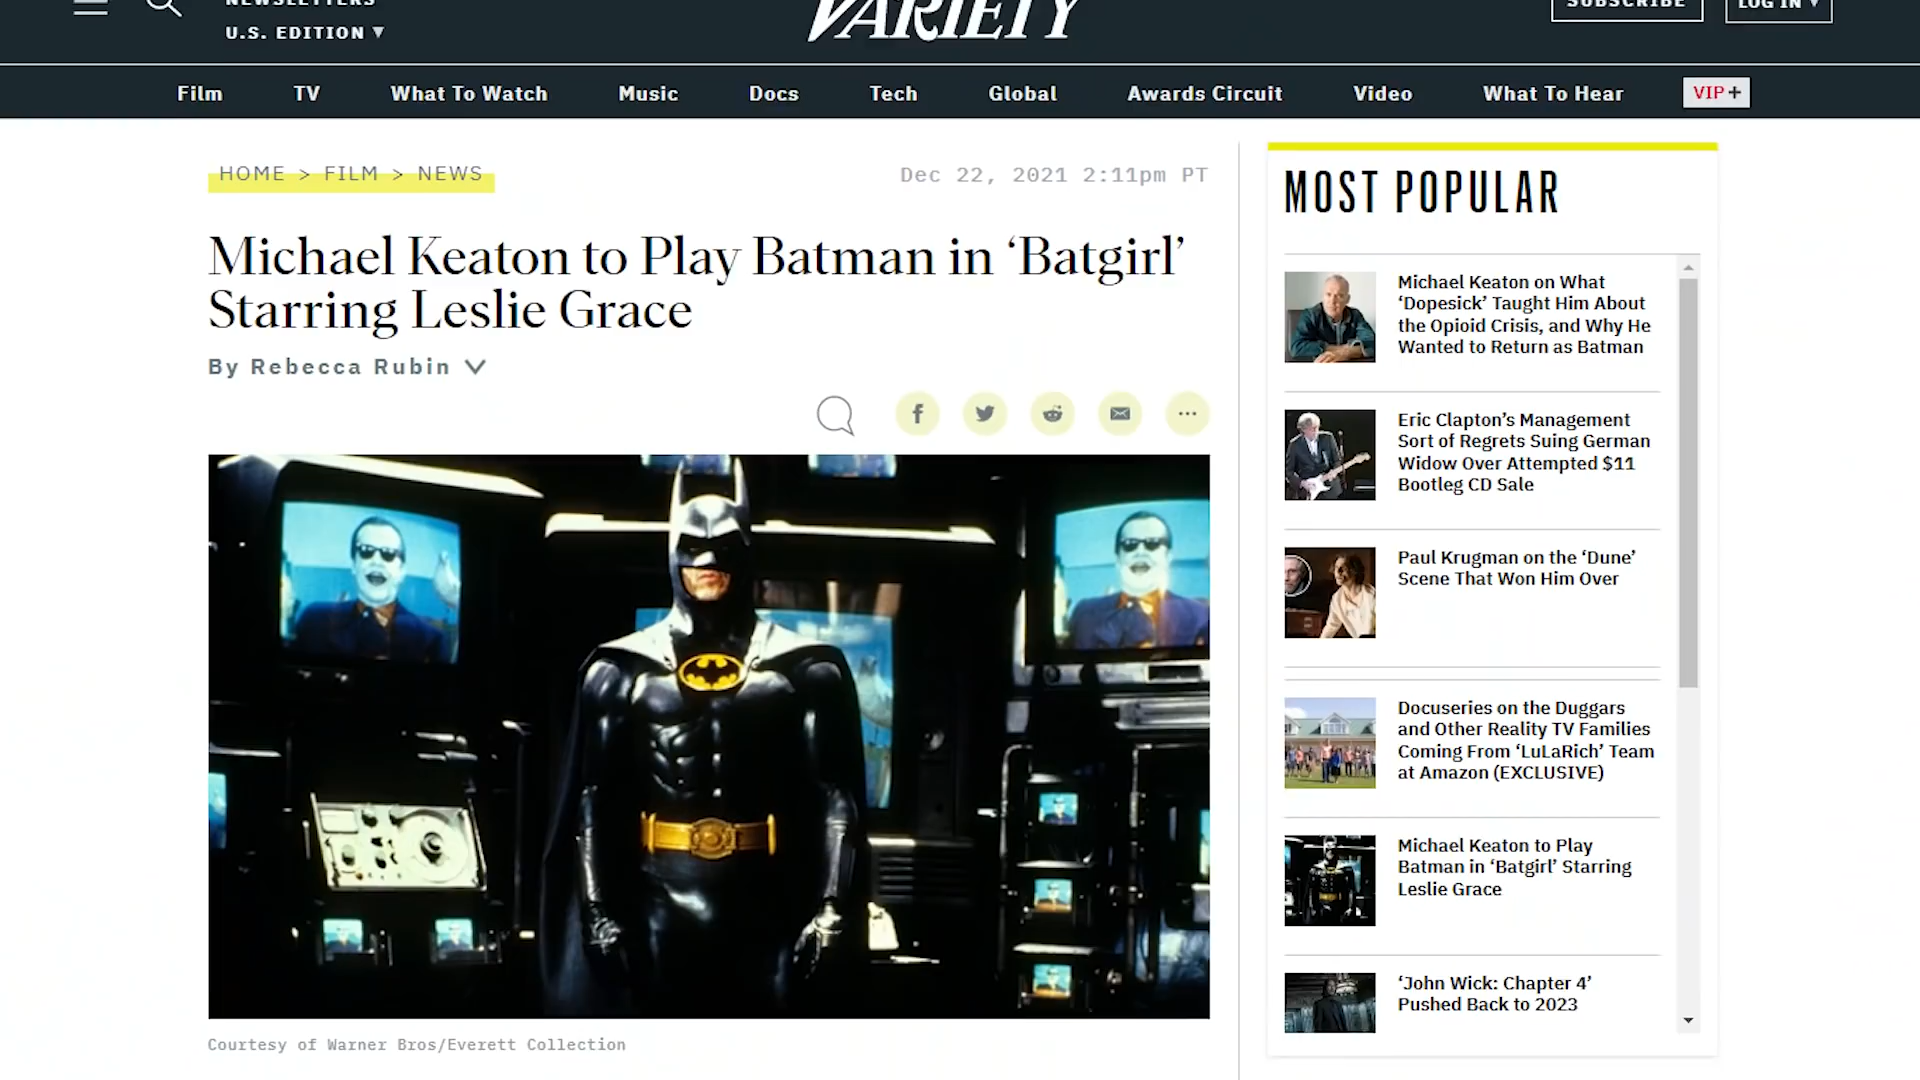 NEWSLETTERS
U.S. EDITION ▼
VARIETY
SUBSCRIBE
LOG IN ▼
Film TV What To Watch Music Docs Tech Global Awards Circuit Video What To Hear VIP+
HOME > FILM > NEWS
Dec 22, 2021 2:11pm PT
Michael Keaton to Play Batman in ‘Batgirl’
Starring Leslie Grace
By Rebecca Rubin
Courtesy of Warner Bros/Everett Collection
MOST POPULAR
Michael Keaton on What
‘Dopesick’ Taught Him About
the Opioid Crisis, and Why He
Wanted to Return as Batman
Eric Clapton’s Management
Sort of Regrets Suing German
Widow Over Attempted $11
Bootleg CD Sale
Paul Krugman on the ‘Dune’
Scene That Won Him Over
Docuseries on the Duggars
and Other Reality TV Families
Coming From ‘LuLaRich’ Team
at Amazon (EXCLUSIVE)
Michael Keaton to Play
Batman in ‘Batgirl’ Starring
Leslie Grace
‘John Wick: Chapter 4’
Pushed Back to 2023